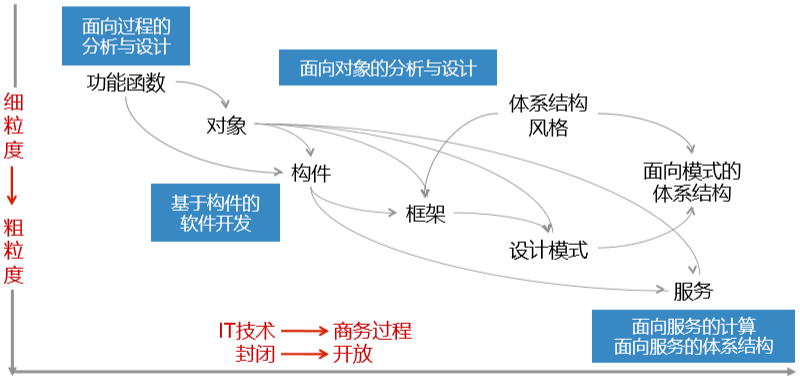 面向过程的
分析与设计
面向对象的分析与设计
功能函数
细
粒
度
体系结构
风格
对象
面向模式的
体系结构
构件
基于构件的
软件开发
框架
粗
粒
度
设计模式
服务
IT技术 商务过程
封闭 开放
面向服务的计算
面向服务的体系结构